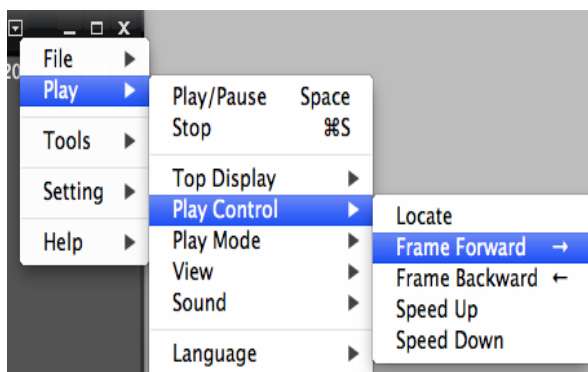 File
Play
Tools
Setting
Help
Play/Pause Space
Stop ⌘S
Top Display
Play Control
Play Mode
View
Sound
Language
Locate
Frame Forward →
Frame Backward ←
Speed Up
Speed Down